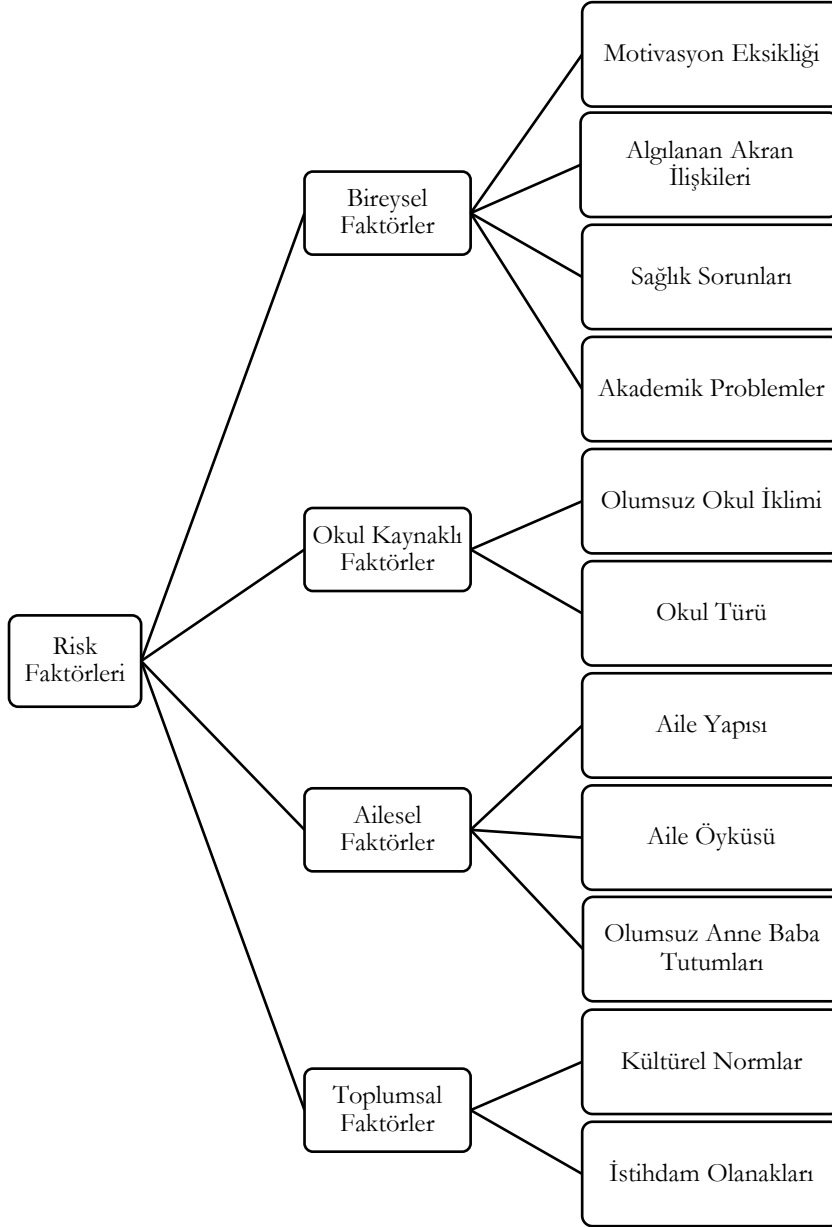 Risk
Faktörleri
Bireysel
Faktörler
Motivasyon Eksikliği
Algılanan Akran
İlişkileri
Sağlık Sorunları
Akademik Problemler
Okul Kaynaklı
Faktörler
Olumsuz Okul İklimi
Okul Türü
Ailesel
Faktörler
Aile Yapısı
Aile Öyküsü
Olumsuz Anne Baba
Tutumları
Toplumsal
Faktörler
Kültürel Normlar
İstihdam Olanakları